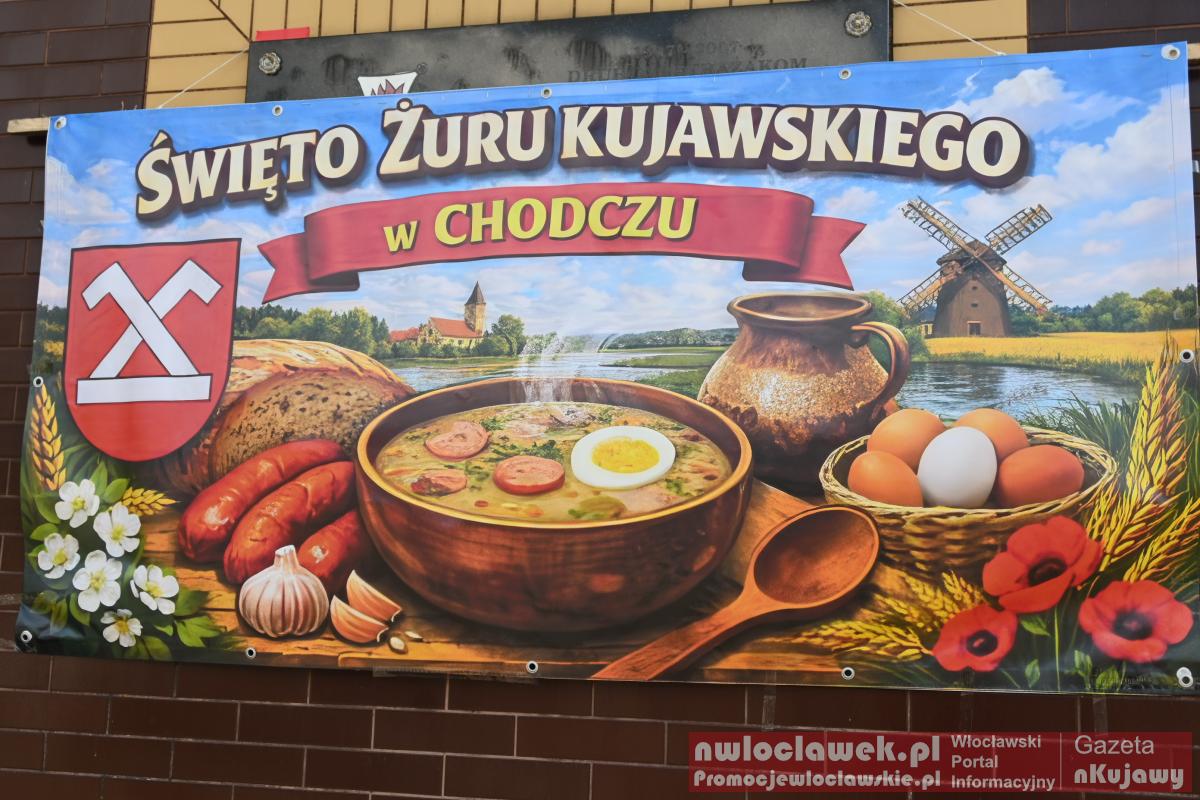 ŚWIĘTO ŻURU KUJAWSKIEGO
w CHODCZU
nwloclawek.pl
Promocjewloclawskie.pl
Włocławski
Portal
Informacyjny
Gazeta
nKujawy